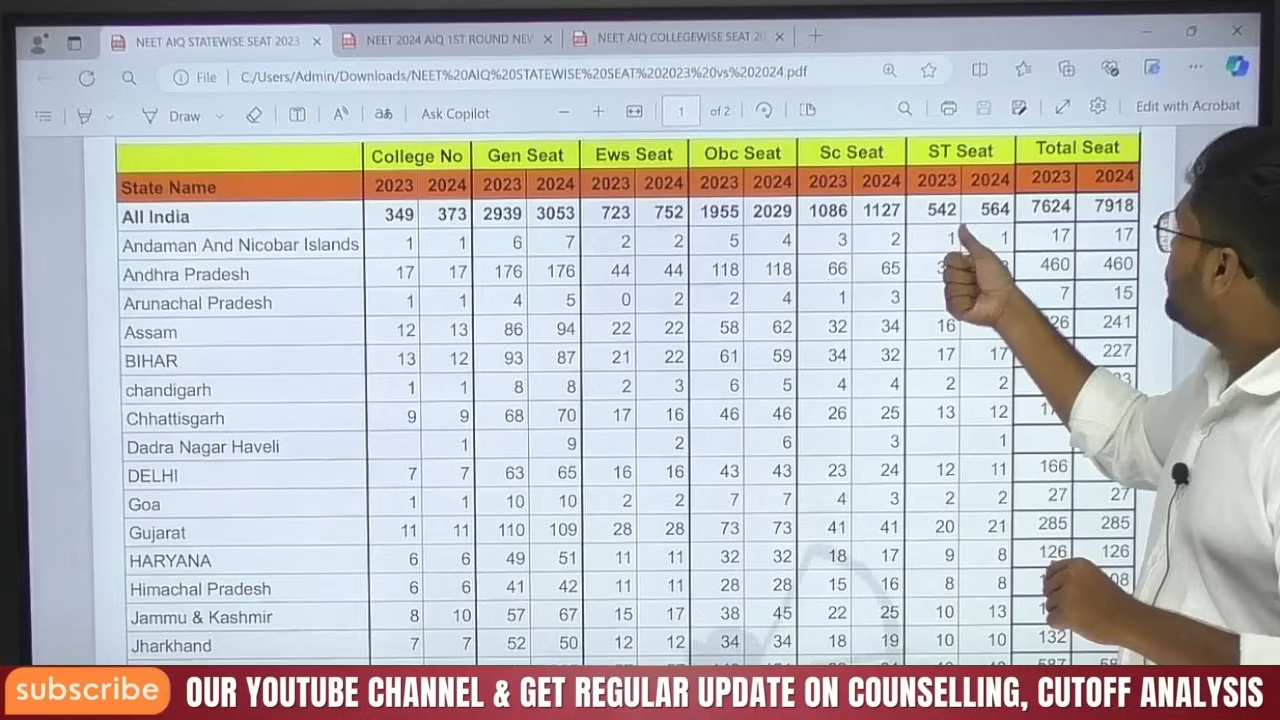 NEET AIQ STATEWISE SEAT 2023
NEET 2024 AIQ 1ST ROUND NEV
NEET AIQ COLLEGEWISE SEAT 20
File C:/Users/Admin/Downloads/NEET%20AIQ%20STATEWISE%20SEAT%202023%20vs%202024.pdf
Draw Ask Copilot 1 of 2 Edit with Acrobat
College No Gen Seat Ews Seat Obc Seat Sc Seat ST Seat Total Seat
State Name 2023 2024 2023 2024 2023 2024 2023 2024 2023 2024 2023 2024 2023 2024
All India 349 373 2939 3053 723 752 1955 2029 1086 1127 542 564 7624 7918
Andaman And Nicobar Islands 1 1 6 7 2 2 5 4 3 2 1 1 17 17
Andhra Pradesh 17 17 176 176 44 44 118 118 66 65 460 460
Arunachal Pradesh 1 1 4 5 0 2 2 4 1 3 7 15
Assam 12 13 86 94 22 22 58 62 32 34 16 241
BIHAR 13 12 93 87 21 22 61 59 34 32 17 17 227
chandigarh 1 1 8 8 2 3 6 5 4 4 2 2
Chhattisgarh 9 9 68 70 17 16 46 46 26 25 13 12
Dadra Nagar Haveli 1 9 2 6 3 1
DELHI 7 7 63 65 16 16 43 43 23 24 12 11 166
Goa 1 1 10 10 2 2 7 7 4 3 2 2 27 27
Gujarat 11 11 110 109 28 28 73 73 41 41 20 21 285 285
HARYANA 6 6 49 51 11 11 32 32 18 17 9 8 126 126
Himachal Pradesh 6 6 41 42 11 11 28 28 15 16 8 8
Jammu & Kashmir 8 10 57 67 15 17 38 45 22 25 10 13
Jharkhand 7 7 52 50 12 12 34 34 18 19 10 10 132
subscribe OUR YOUTUBE CHANNEL & GET REGULAR UPDATE ON COUNSELLING, CUTOFF ANALYSIS